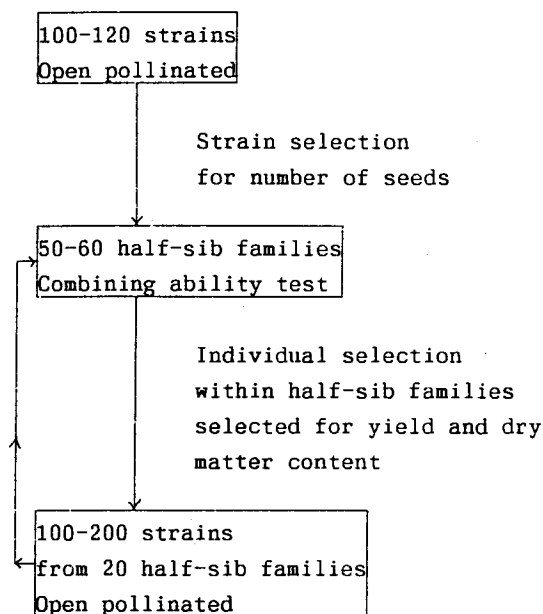 100-120 strains
Open pollinated
Strain selection
for number of seeds
50-60 half-sib families
Combining ability test
Individual selection
within half-sib families
selected for yield and dry
matter content
100-200 strains
from 20 half-sib families
Open pollinated